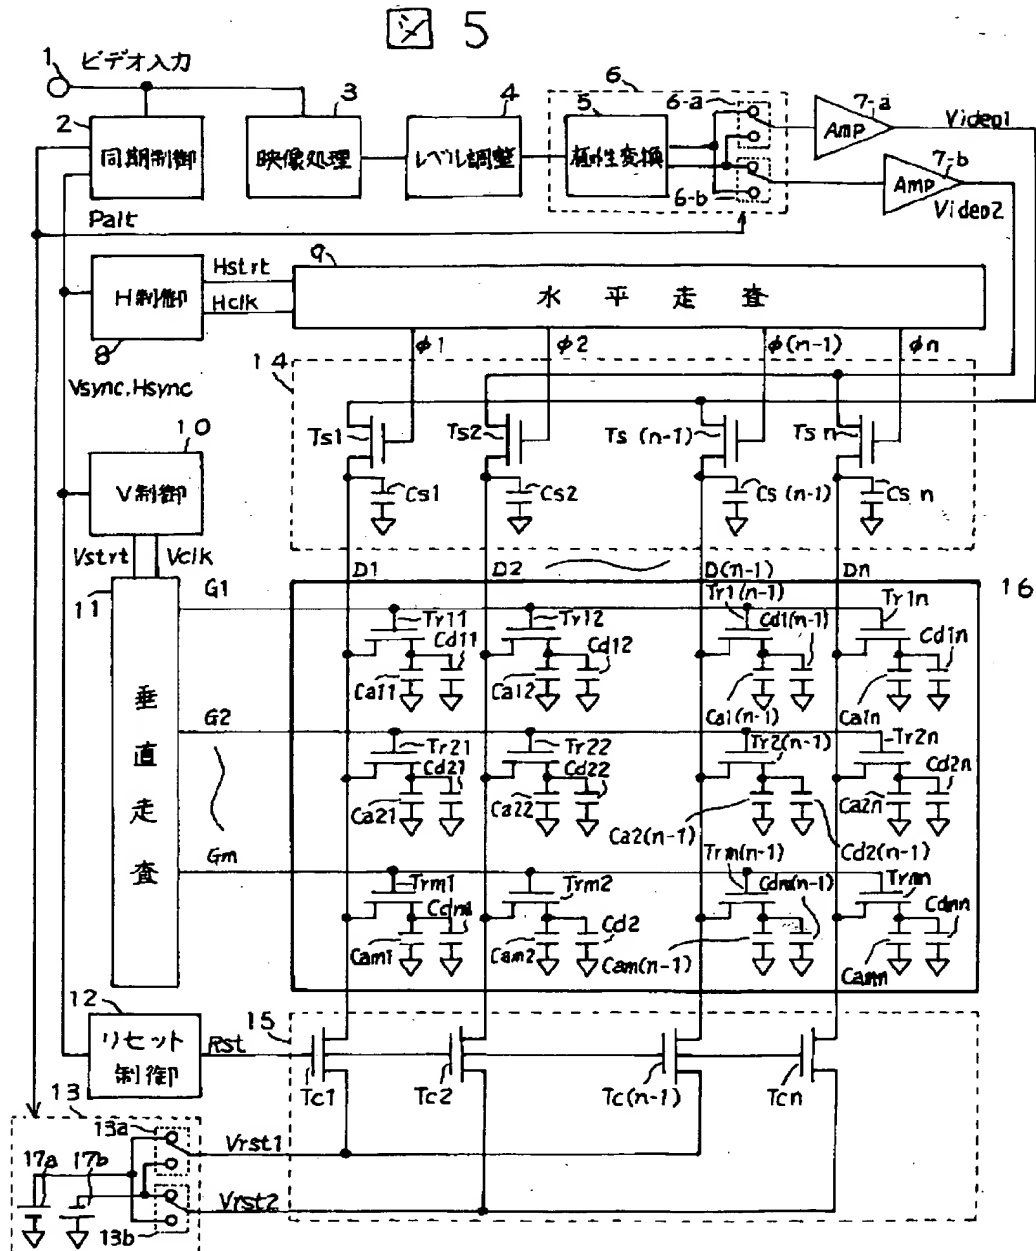 図 5
1 ビデオ入力
2 同期制御
3 映像処理
4 レベル調整
6
5 極性変換
6-a
6-b
7-a
AMP
Video1
7-b
AMP
Video2
Palt
9
Hstrt
Hclk
H制御
8
水平走査
φ1 φ2 φ(n-1) φn
14
Vsync.Hsync
Ts1 Ts2 Ts(n-1) Ts n
10
V制御
Cs1 Cs2 Cs(n-1) Cs n
Vstrt Vclk
D1 D2 D(n-1) Dn
16
11
垂直走査
G1
Tr11 Tr12 Tr1(n-1) Tr1n
Cd11 Cd12 Cd1(n-1) Cd1n
Ca11 Ca12 Ca1(n-1) Ca1n
G2
Tr21 Tr22 Tr2(n-1) Tr2n
Cd21 Cd22 Cd2n
Ca21 Ca22 Ca2(n-1) Ca2n
Cd2(n-1)
Gm
Trm1 Trm2 Trm(n-1) Trmn
Cdm1 Cd2 Cdm(n-1) Cdmn
Cam1 Cam2 Cam(n-1) Camn
12
リセット
制御
Rst
15
Tc1 Tc2 Tc(n-1) Tcn
13
13a
17a 17b
Vrst1
Vrst2
13b